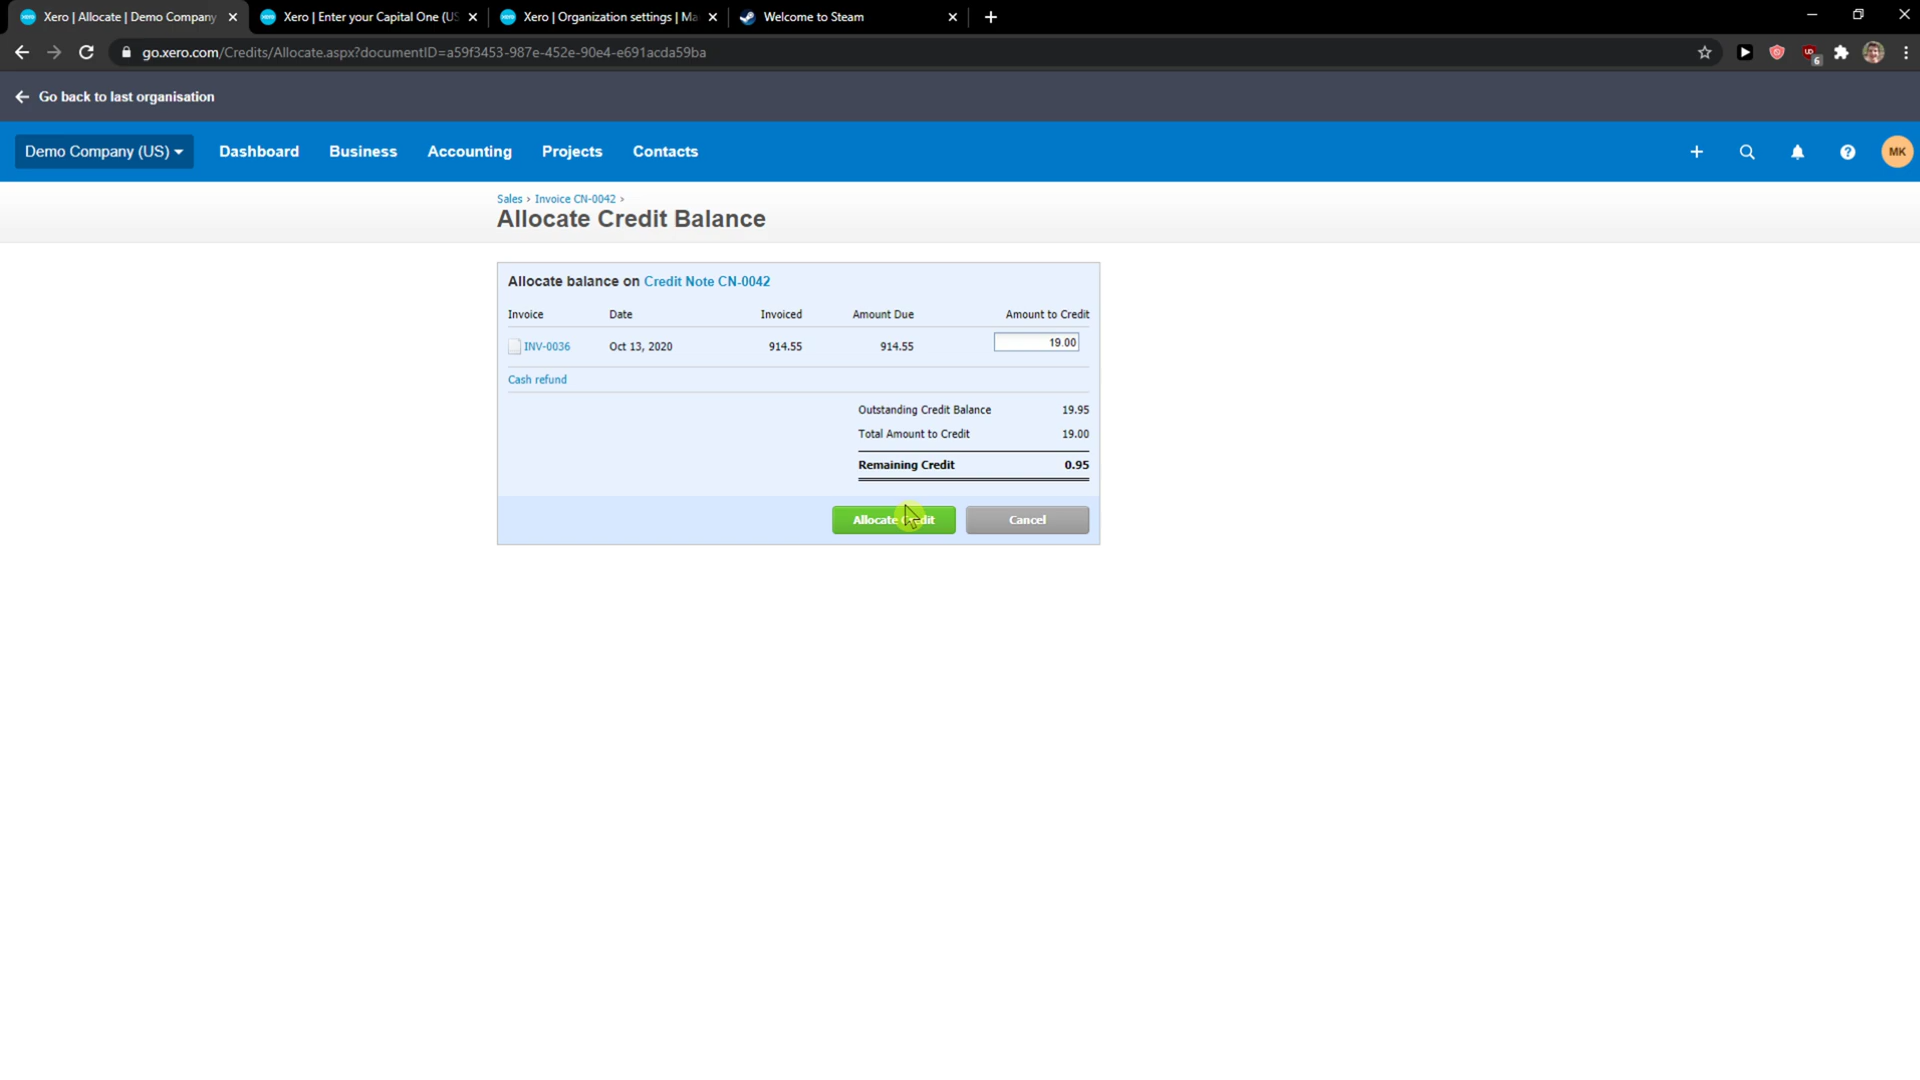 Xero | Allocate | Demo Company
Xero | Enter your Capital One (US
Xero | Organization settings | Ma
Welcome to Steam
go.xero.com/Credits/Allocate.aspx?documentID=a59f3453-987e-452e-90e4-e691acda59ba
6
Go back to last organisation
Demo Company (US)
Dashboard
Business
Accounting
Projects
Contacts
MK
Sales › Invoice CN-0042 ›
Allocate Credit Balance
Allocate balance on Credit Note CN-0042
Invoice Date Invoiced Amount Due Amount to Credit
INV-0036 Oct 13, 2020 914.55 914.55 19.00
Cash refund
Outstanding Credit Balance 19.95
Total Amount to Credit 19.00
Remaining Credit 0.95
Allocate Credit
Cancel